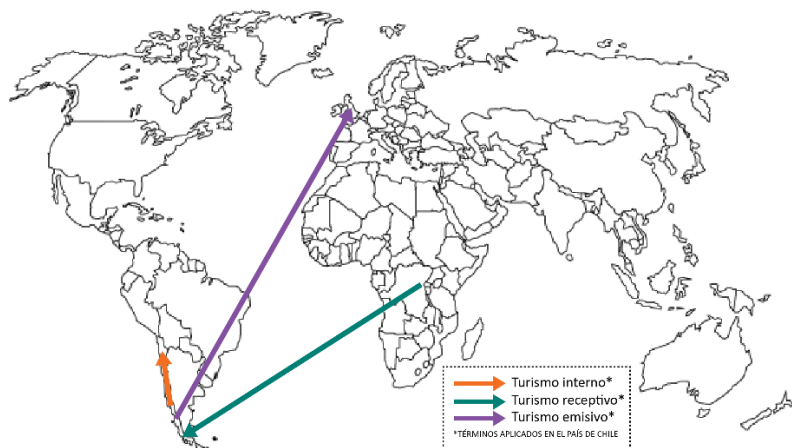 Turismo interno*
Turismo receptivo*
Turismo emisivo*
*TÉRMINOS APLICADOS EN EL PAÍS DE CHILE